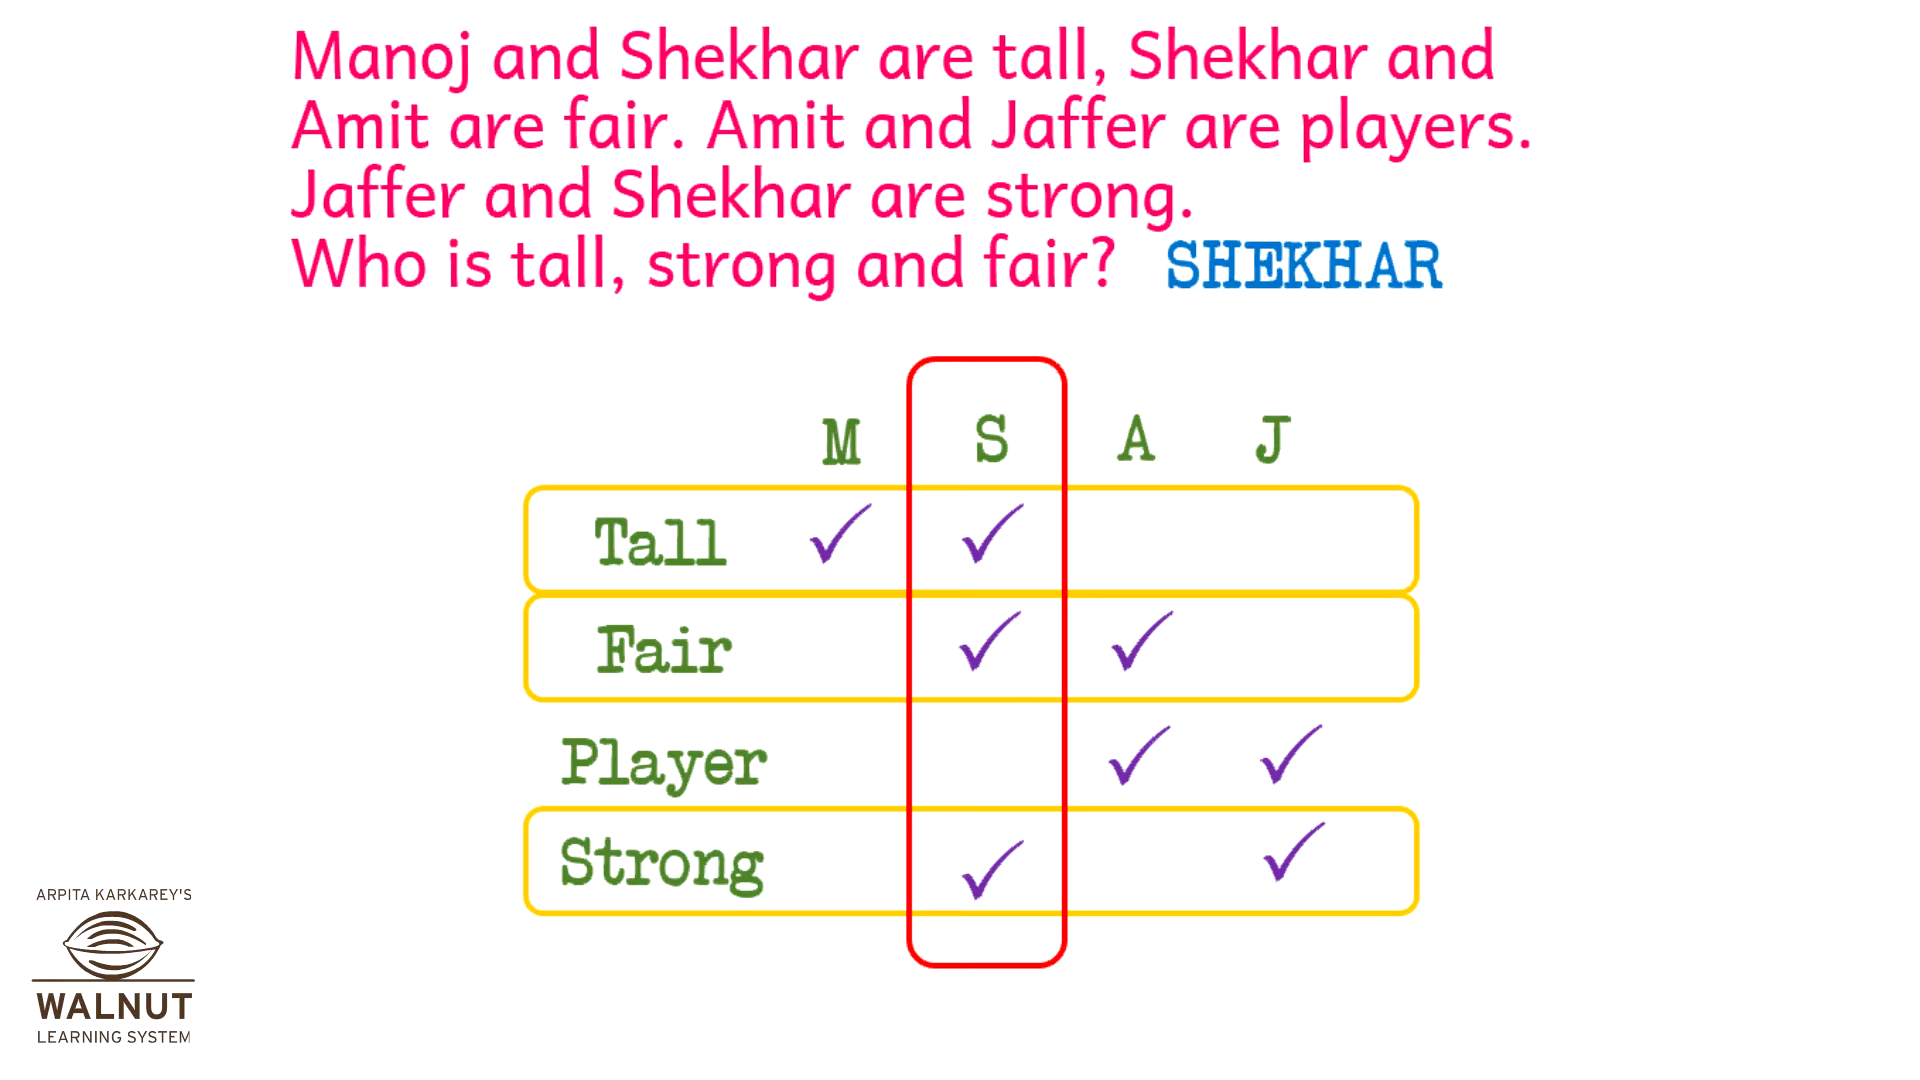 Manoj and Shekhar are tall, Shekhar and
Amit are fair. Amit and Jaffer are players.
Jaffer and Shekhar are strong.
Who is tall, strong and fair? SHEKHAR
M S A J
Tall ✓ ✓
Fair ✓ ✓
Player ✓ ✓
Strong ✓ ✓
ARPITA KARKAREY'S
WALNUT
LEARNING SYSTEM